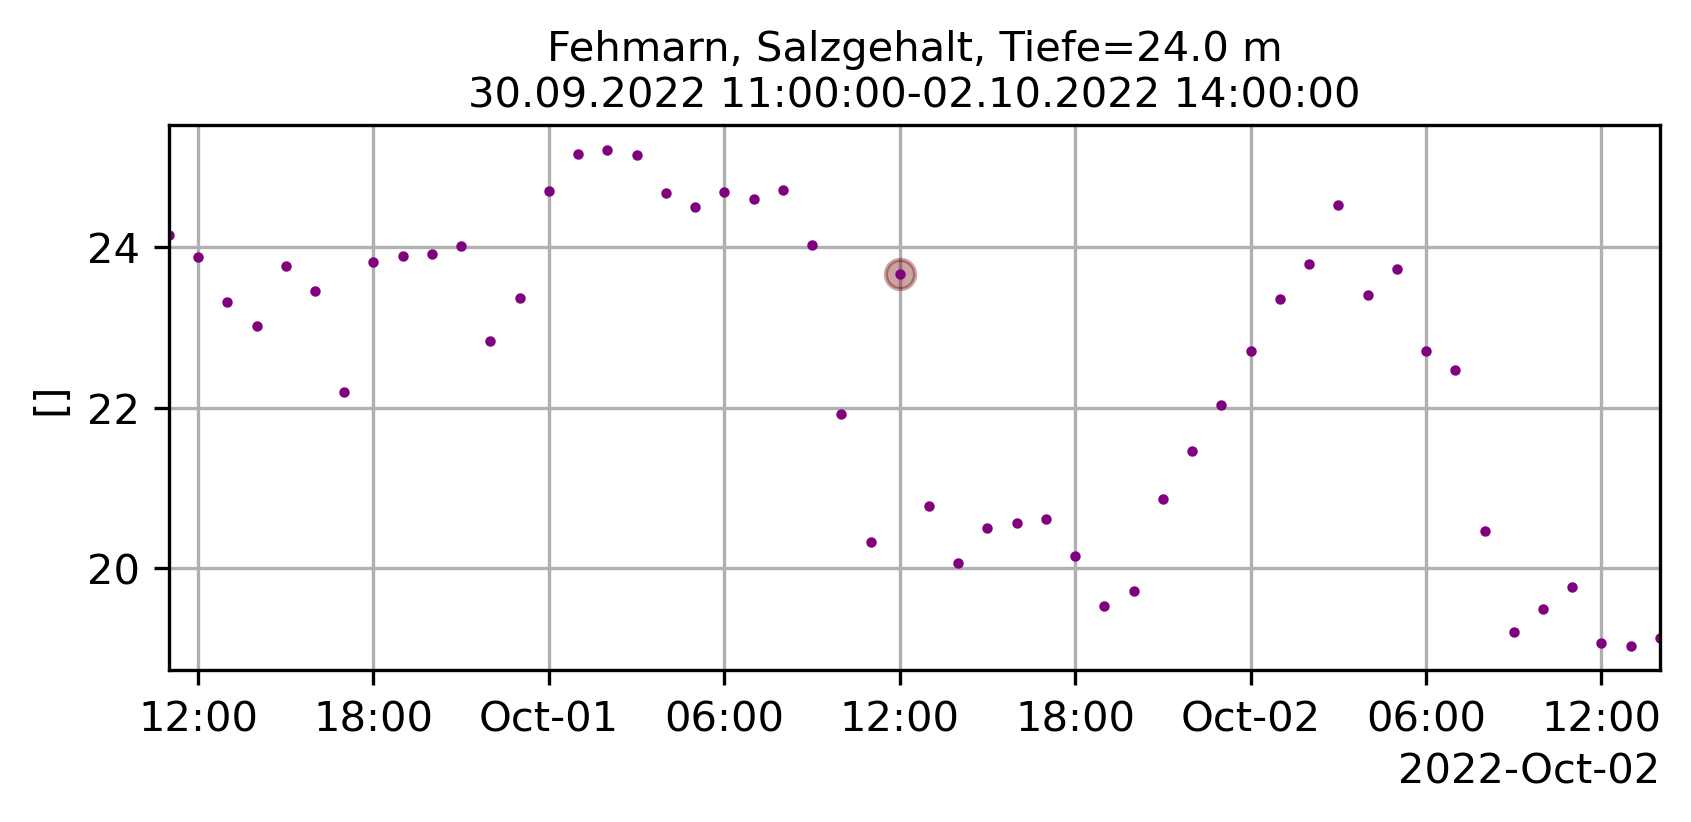 Fehmarn, Salzgehalt, Tiefe=24.0 m
30.09.2022 11:00:00-02.10.2022 14:00:00
24
22
20
[]
12:00 18:00 Oct-01 06:00 12:00 18:00 Oct-02 06:00 12:00
2022-Oct-02